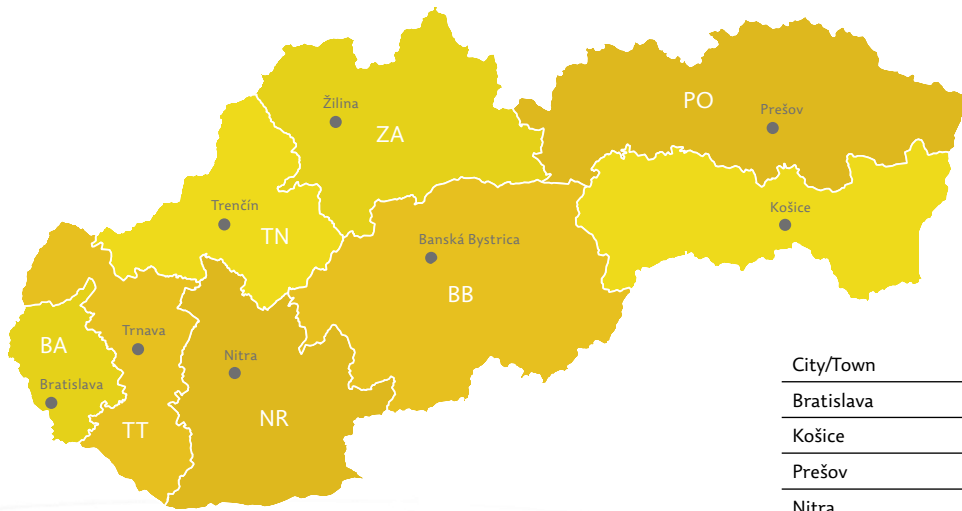 Žilina
ZA
PO
Prešov
Trenčín
TN
Košice
Banská Bystrica
BB
BA
Trnava
Nitra
Bratislava
TT
NR
City/Town
Bratislava
Košice
Prešov
Nitra